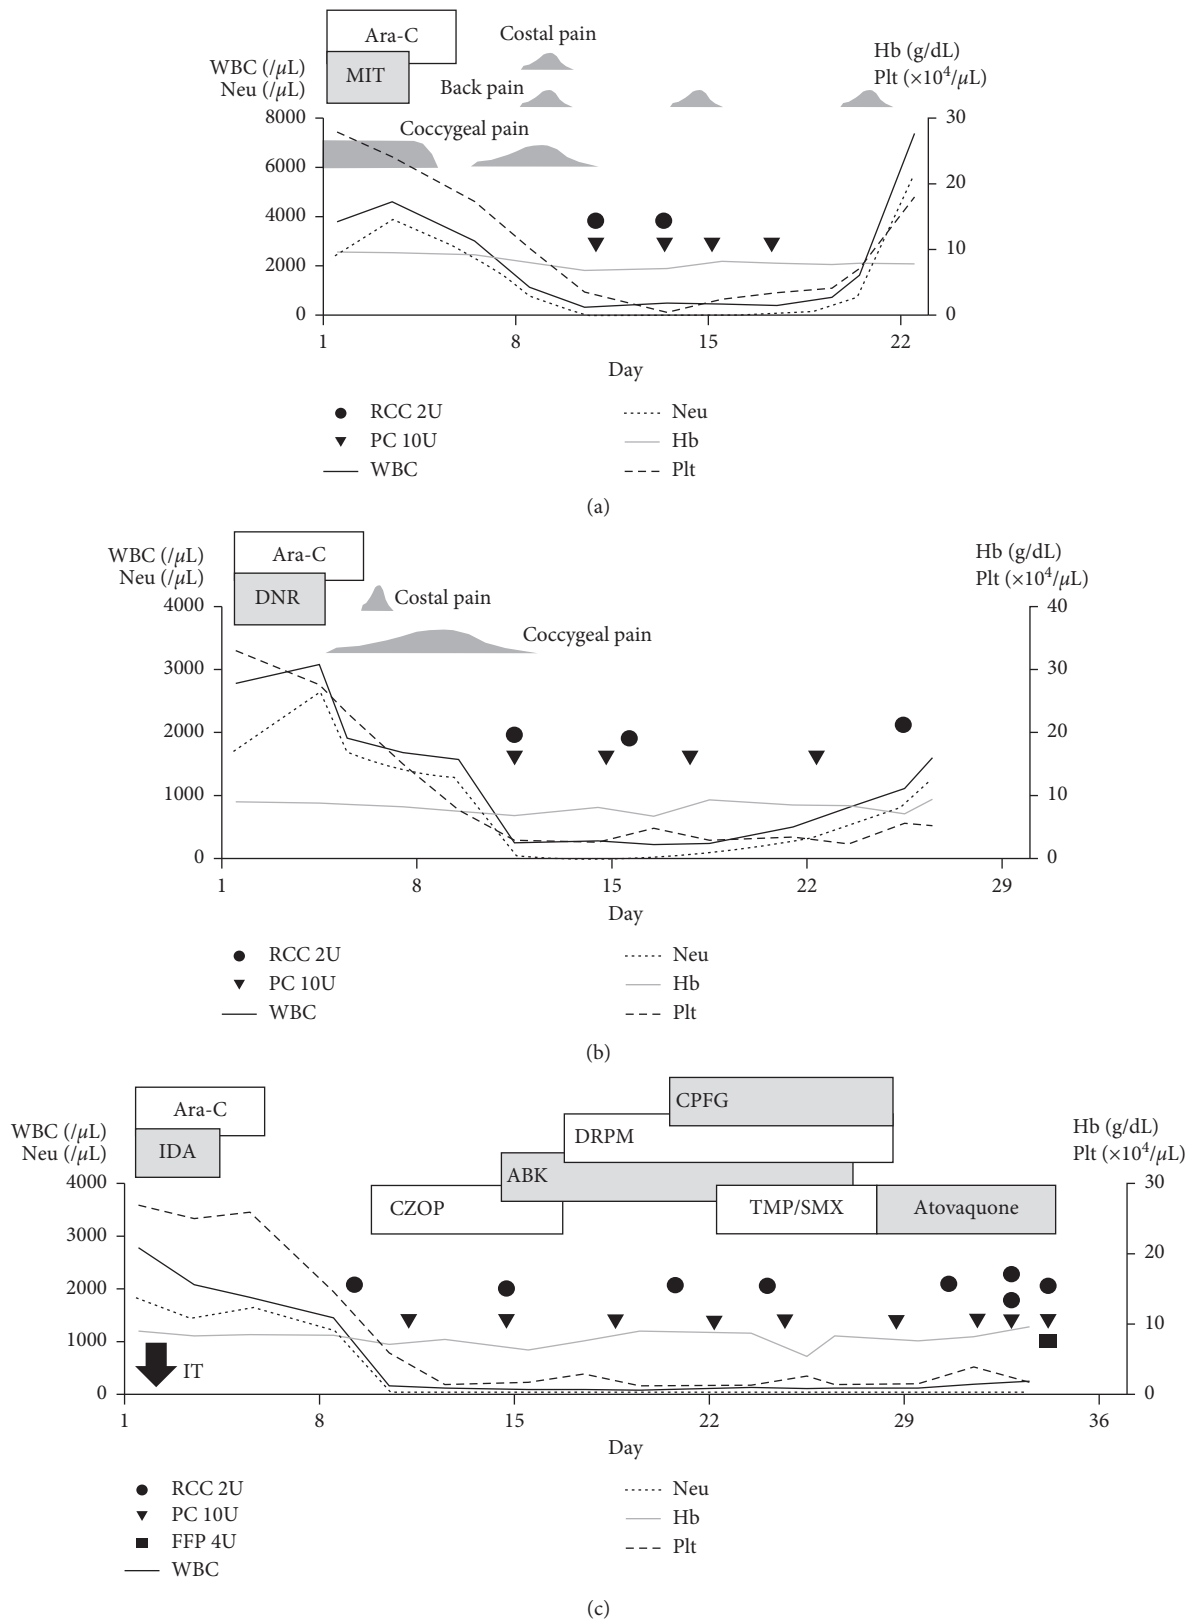 Ara-C
MIT
Costal pain
Back pain
Coccygeal pain
WBC (/μL)
Neu (/μL)
Hb (g/dL)
Plt (×10⁴/μL)
8000
6000
4000
2000
0
30
20
10
0
1 8 15 22
Day
RCC 2U
PC 10U
WBC
Neu
Hb
Plt
(a)
Ara-C
DNR
Costal pain
Coccygeal pain
WBC (/μL)
Neu (/μL)
Hb (g/dL)
Plt (×10⁴/μL)
4000
3000
2000
1000
0
40
30
20
10
0
1 8 15 22 29
Day
RCC 2U
PC 10U
WBC
Neu
Hb
Plt
(b)
Ara-C
IDA
CPFG
DRPM
ABK
CZOP
TMP/SMX
Atovaquone
WBC (/μL)
Neu (/μL)
Hb (g/dL)
Plt (×10⁴/μL)
4000
3000
2000
1000
0
IT
30
20
10
0
1 8 15 22 29 36
Day
RCC 2U
PC 10U
FFP 4U
WBC
Neu
Hb
Plt
(c)